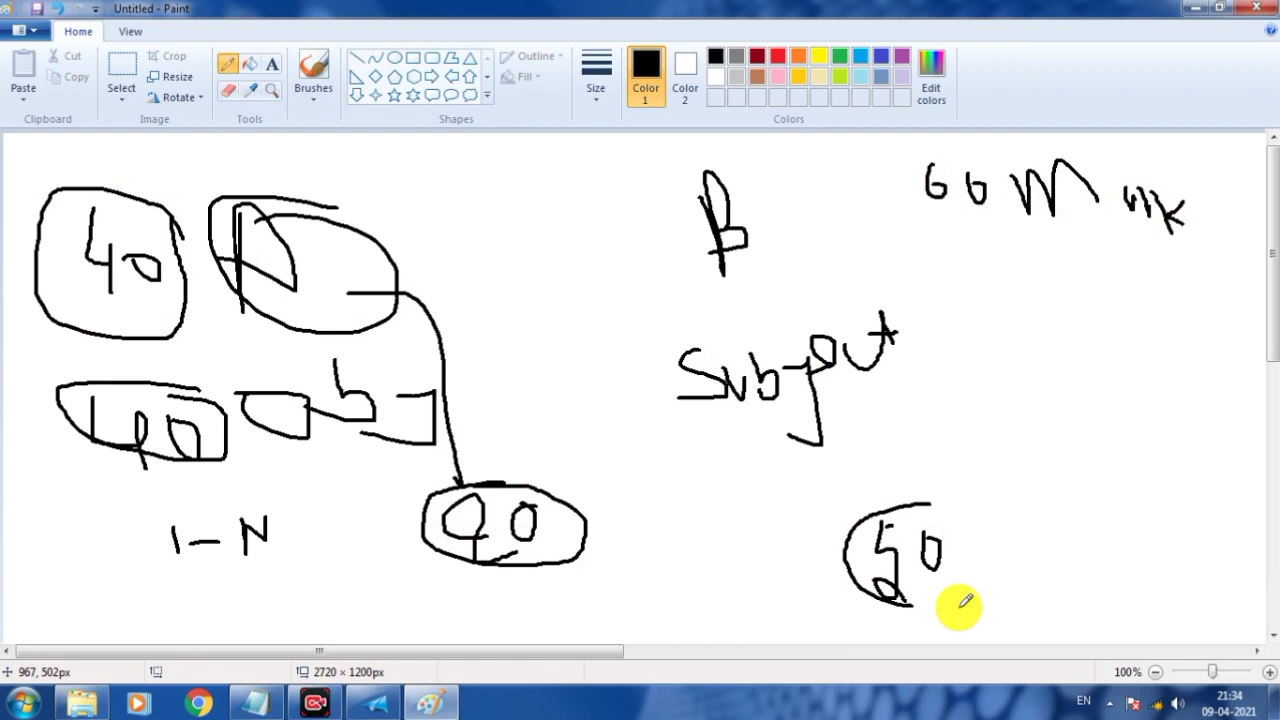 Untitled - Paint
Home View
Paste
Cut
Copy
Clipboard
Select
Crop
Resize
Rotate
Image
Tools
Brushes
Outline
Fill
Shapes
Size
Color 1
Color 2
Edit colors
Colors
40
B
60 M
40
1-N
40
50
967, 502px
2720 × 1200px
100%
EN
21:34
09-04-2021